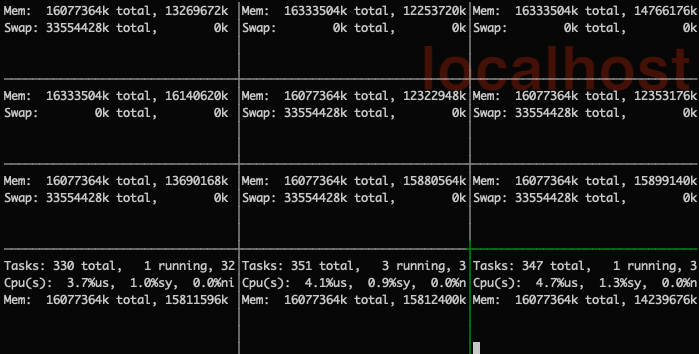 Mem:  16077364k total, 13269672k
Swap: 33554428k total,        0k
Mem:  16333504k total, 12253720k
Swap:        0k total,        0k
Mem:  16333504k total, 14766176k
Swap:        0k total,        0k
localhost
Mem:  16333504k total, 16140620k
Swap:        0k total,        0k
Mem:  16077364k total, 12322948k
Swap: 33554428k total,        0k
Mem:  16077364k total, 12353176k
Swap: 33554428k total,        0k
Mem:  16077364k total, 13690168k
Swap: 33554428k total,        0k
Mem:  16077364k total, 15880564k
Swap: 33554428k total,        0k
Mem:  16077364k total, 15899140k
Swap: 33554428k total,        0k
Tasks: 330 total,   1 running, 32
Cpu(s):  3.7%us,  1.0%sy,  0.0%ni
Mem:  16077364k total, 15811596k
Tasks: 351 total,   3 running, 3
Cpu(s):  4.1%us,  0.9%sy,  0.0%n
Mem:  16077364k total, 15812400k
Tasks: 347 total,   1 running, 3
Cpu(s):  4.7%us,  1.3%sy,  0.0%n
Mem:  16077364k total, 14239676k